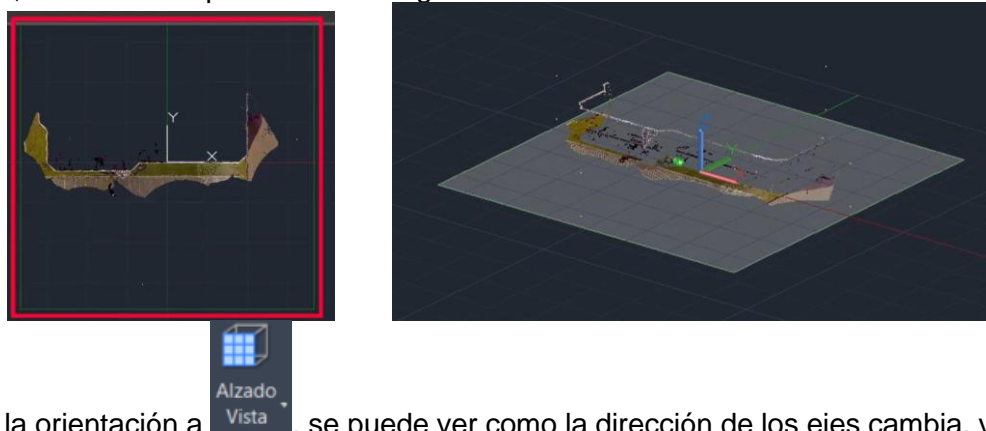 Y
X
Alzado
la orientación a Vista , se puede ver como la dirección de los ejes cambia, y